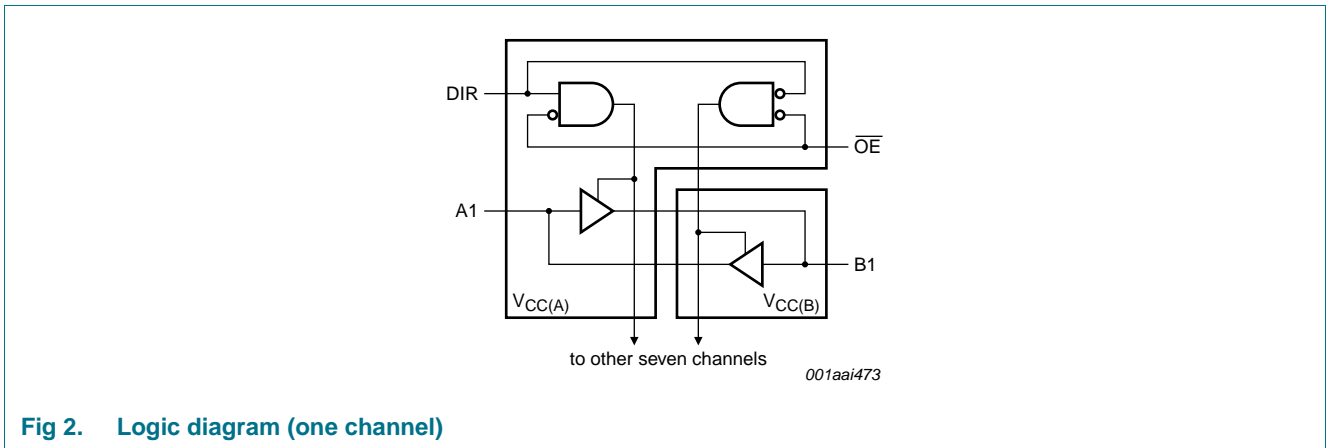 DIR
OE
A1
B1
VCC(A)
VCC(B)
to other seven channels
001aai473
Fig 2. Logic diagram (one channel)